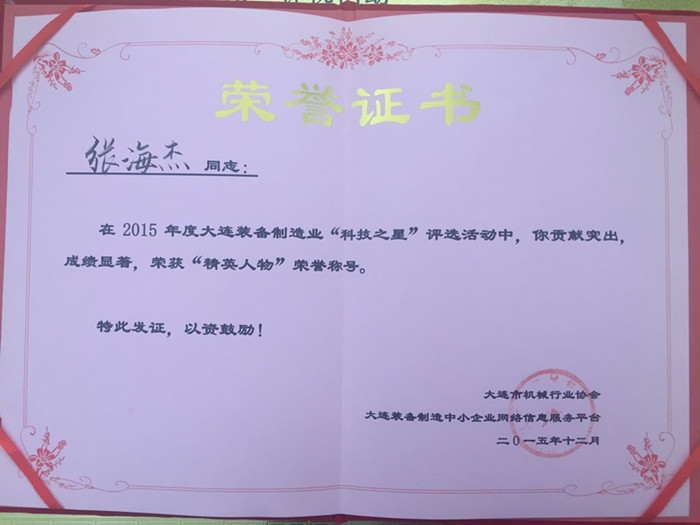 荣誉证书
张海杰 同志：
在 2015 年度大连装备制造业“科技之星”评选活动中，你贡献突出，
成绩显著，荣获“精英人物”荣誉称号。
特此发证，以资鼓励！
大连市机械行业协会
大连装备制造中小企业网络信息服务平台
二〇一五年十二月